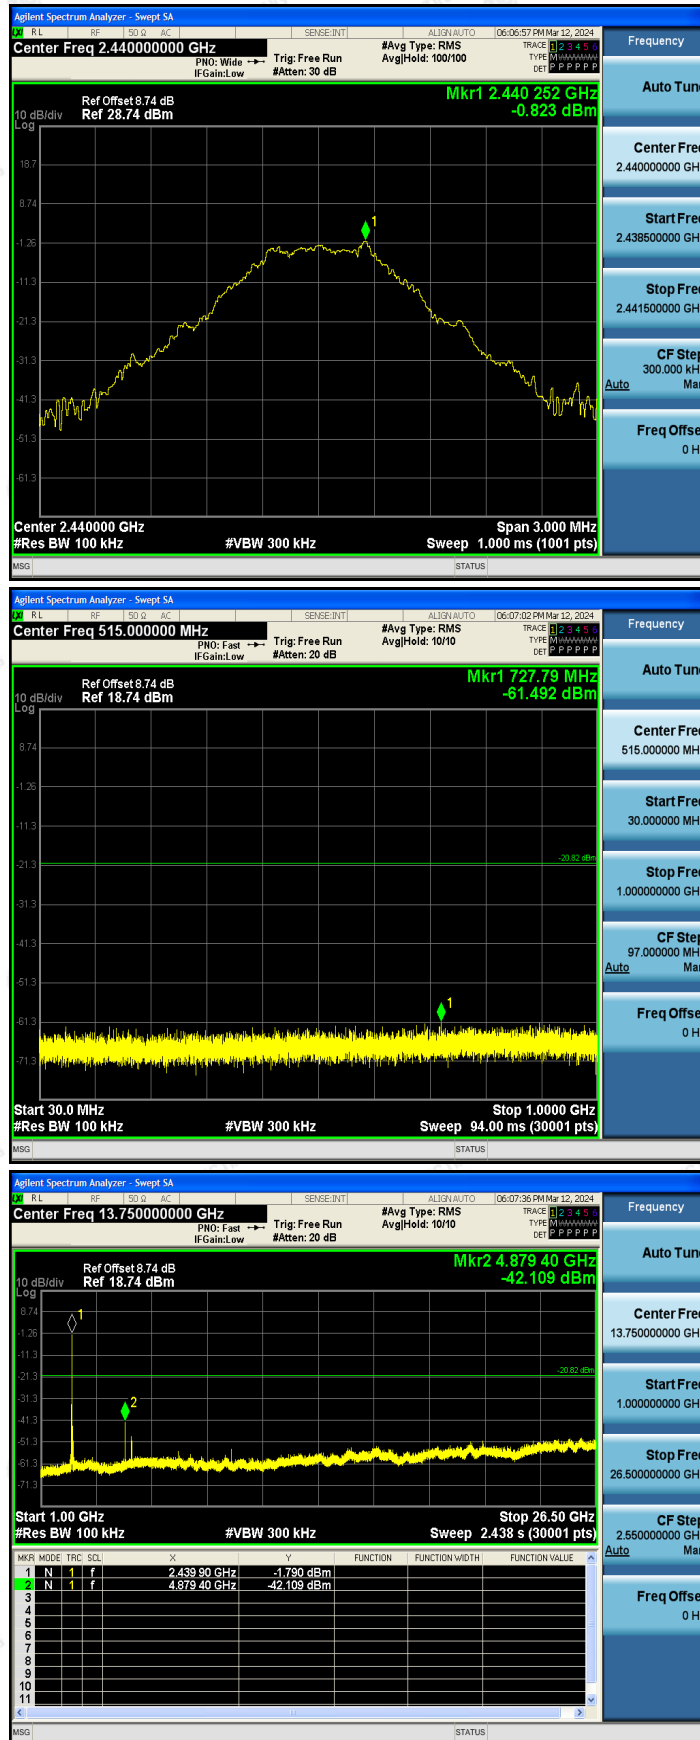 Agilent Spectrum Analyzer - Swept SA
LXI RL RF 50 Ω AC SENSE:INT ALIGN AUTO 06:06:57 PM Mar 12, 2024
Center Freq 2.440000000 GHz #Avg Type: RMS TRACE 1 2 3 4 5 6
PNO: Wide Trig: Free Run Avg|Hold: 100/100 TYPE M
IFGain:Low #Atten: 30 dB DET P P P P P P
Frequency
Auto Tun
Mkr1 2.440 252 GHz
-0.823 dBm
Ref Offset 8.74 dB
10 dB/div Ref 28.74 dBm
Log
18.7
8.74
-1.26
-11.3
-21.3
-31.3
-41.3
-51.3
-61.3
1
Center Fre
2.440000000 GH
Start Fre
2.438500000 GH
Stop Fre
2.441500000 GH
CF Ste
300.000 kH
Auto Ma
Freq Offse
0 H
Center 2.440000 GHz Span 3.000 MHz
#Res BW 100 kHz #VBW 300 kHz Sweep 1.000 ms (1001 pts)
MSG STATUS
Agilent Spectrum Analyzer - Swept SA
LXI RL RF 50 Ω AC SENSE:INT ALIGN AUTO 06:07:02 PM Mar 12, 2024
Center Freq 515.000000 MHz #Avg Type: RMS TRACE 1 2 3 4 5 6
PNO: Fast Trig: Free Run Avg|Hold: 10/10 TYPE M
IFGain:Low #Atten: 20 dB DET P P P P P P
Frequency
Auto Tun
Mkr1 727.79 MHz
-61.492 dBm
Ref Offset 8.74 dB
10 dB/div Ref 18.74 dBm
Log
8.74
-1.26
-11.3
-21.3
-31.3
-41.3
-51.3
-61.3
-71.3
-20.82 dBm
1
Center Fre
515.000000 MH
Start Fre
30.000000 MH
Stop Fre
1.000000000 GH
CF Ste
97.000000 MH
Auto Ma
Freq Offse
0 H
Start 30.0 MHz Stop 1.0000 GHz
#Res BW 100 kHz #VBW 300 kHz Sweep 94.00 ms (30001 pts)
MSG STATUS
Agilent Spectrum Analyzer - Swept SA
LXI RL RF 50 Ω AC SENSE:INT ALIGN AUTO 06:07:36 PM Mar 12, 2024
Center Freq 13.750000000 GHz #Avg Type: RMS TRACE 1 2 3 4 5 6
PNO: Fast Trig: Free Run Avg|Hold: 10/10 TYPE M
IFGain:Low #Atten: 20 dB DET P P P P P P
Frequency
Auto Tun
Mkr2 4.879 40 GHz
-42.109 dBm
Ref Offset 8.74 dB
10 dB/div Ref 18.74 dBm
Log
8.74
-1.26
-11.3
-21.3
-31.3
-41.3
-51.3
-61.3
-71.3
-20.82 dBm
1
2
Center Fre
13.750000000 GH
Start Fre
1.000000000 GH
Stop Fre
26.500000000 GH
CF Ste
2.550000000 GH
Auto Ma
Freq Offse
0 H
Start 1.00 GHz Stop 26.50 GHz
#Res BW 100 kHz #VBW 300 kHz Sweep 2.438 s (30001 pts)
MKR MODE TRC SCL X Y FUNCTION FUNCTION WIDTH FUNCTION VALUE
1 N 1 f 2.439 90 GHz -1.790 dBm
2 N 1 f 4.879 40 GHz -42.109 dBm
3
4
5
6
7
8
9
10
11
MSG STATUS